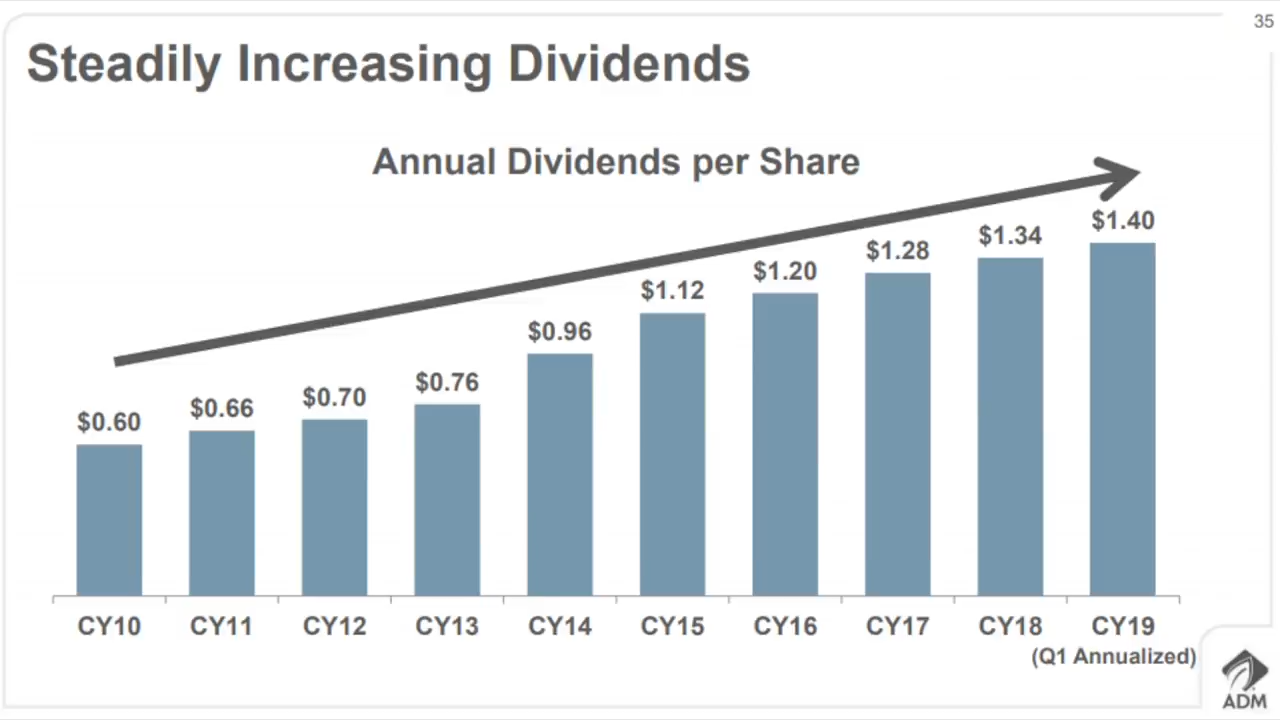 35
Steadily Increasing Dividends
Annual Dividends per Share
$0.60 $0.66 $0.70 $0.76 $0.96 $1.12 $1.20 $1.28 $1.34 $1.40
CY10 CY11 CY12 CY13 CY14 CY15 CY16 CY17 CY18 CY19
(Q1 Annualized)
ADM